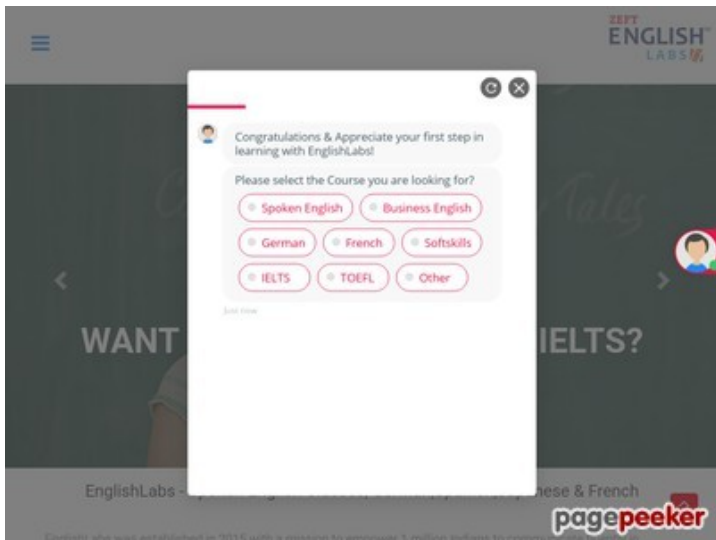 ZEFT
ENGLISH
LABS
Congratulations & Appreciate your first step in
learning with EnglishLabs!
Please select the Course you are looking for?
Spoken English
Business English
German
French
Softskills
IELTS
TOEFL
Other
Just now
WANT
IELTS?
EnglishLabs -
& French
pagepeeker